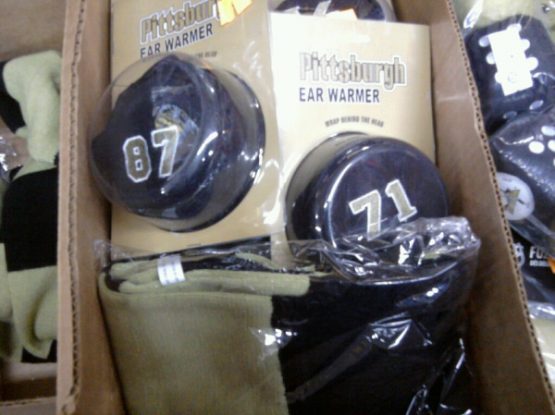 Pittsburgh
EAR WARMER
87
Pittsburgh
EAR WARMER
WRAP BEHIND THE HEAD
71